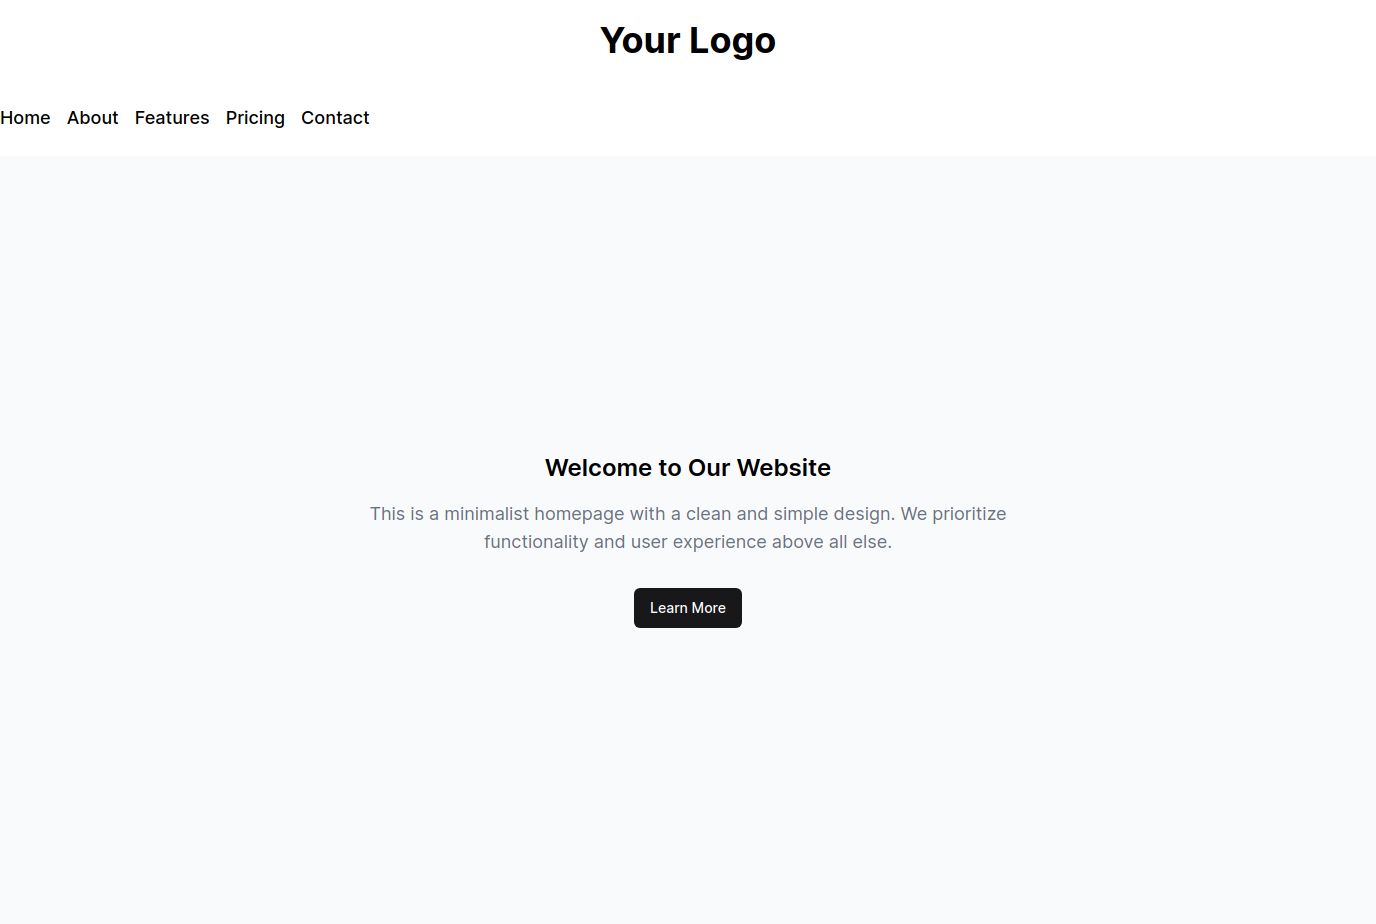 Your Logo
Home About Features Pricing Contact
Welcome to Our Website
This is a minimalist homepage with a clean and simple design. We prioritize
functionality and user experience above all else.
Learn More